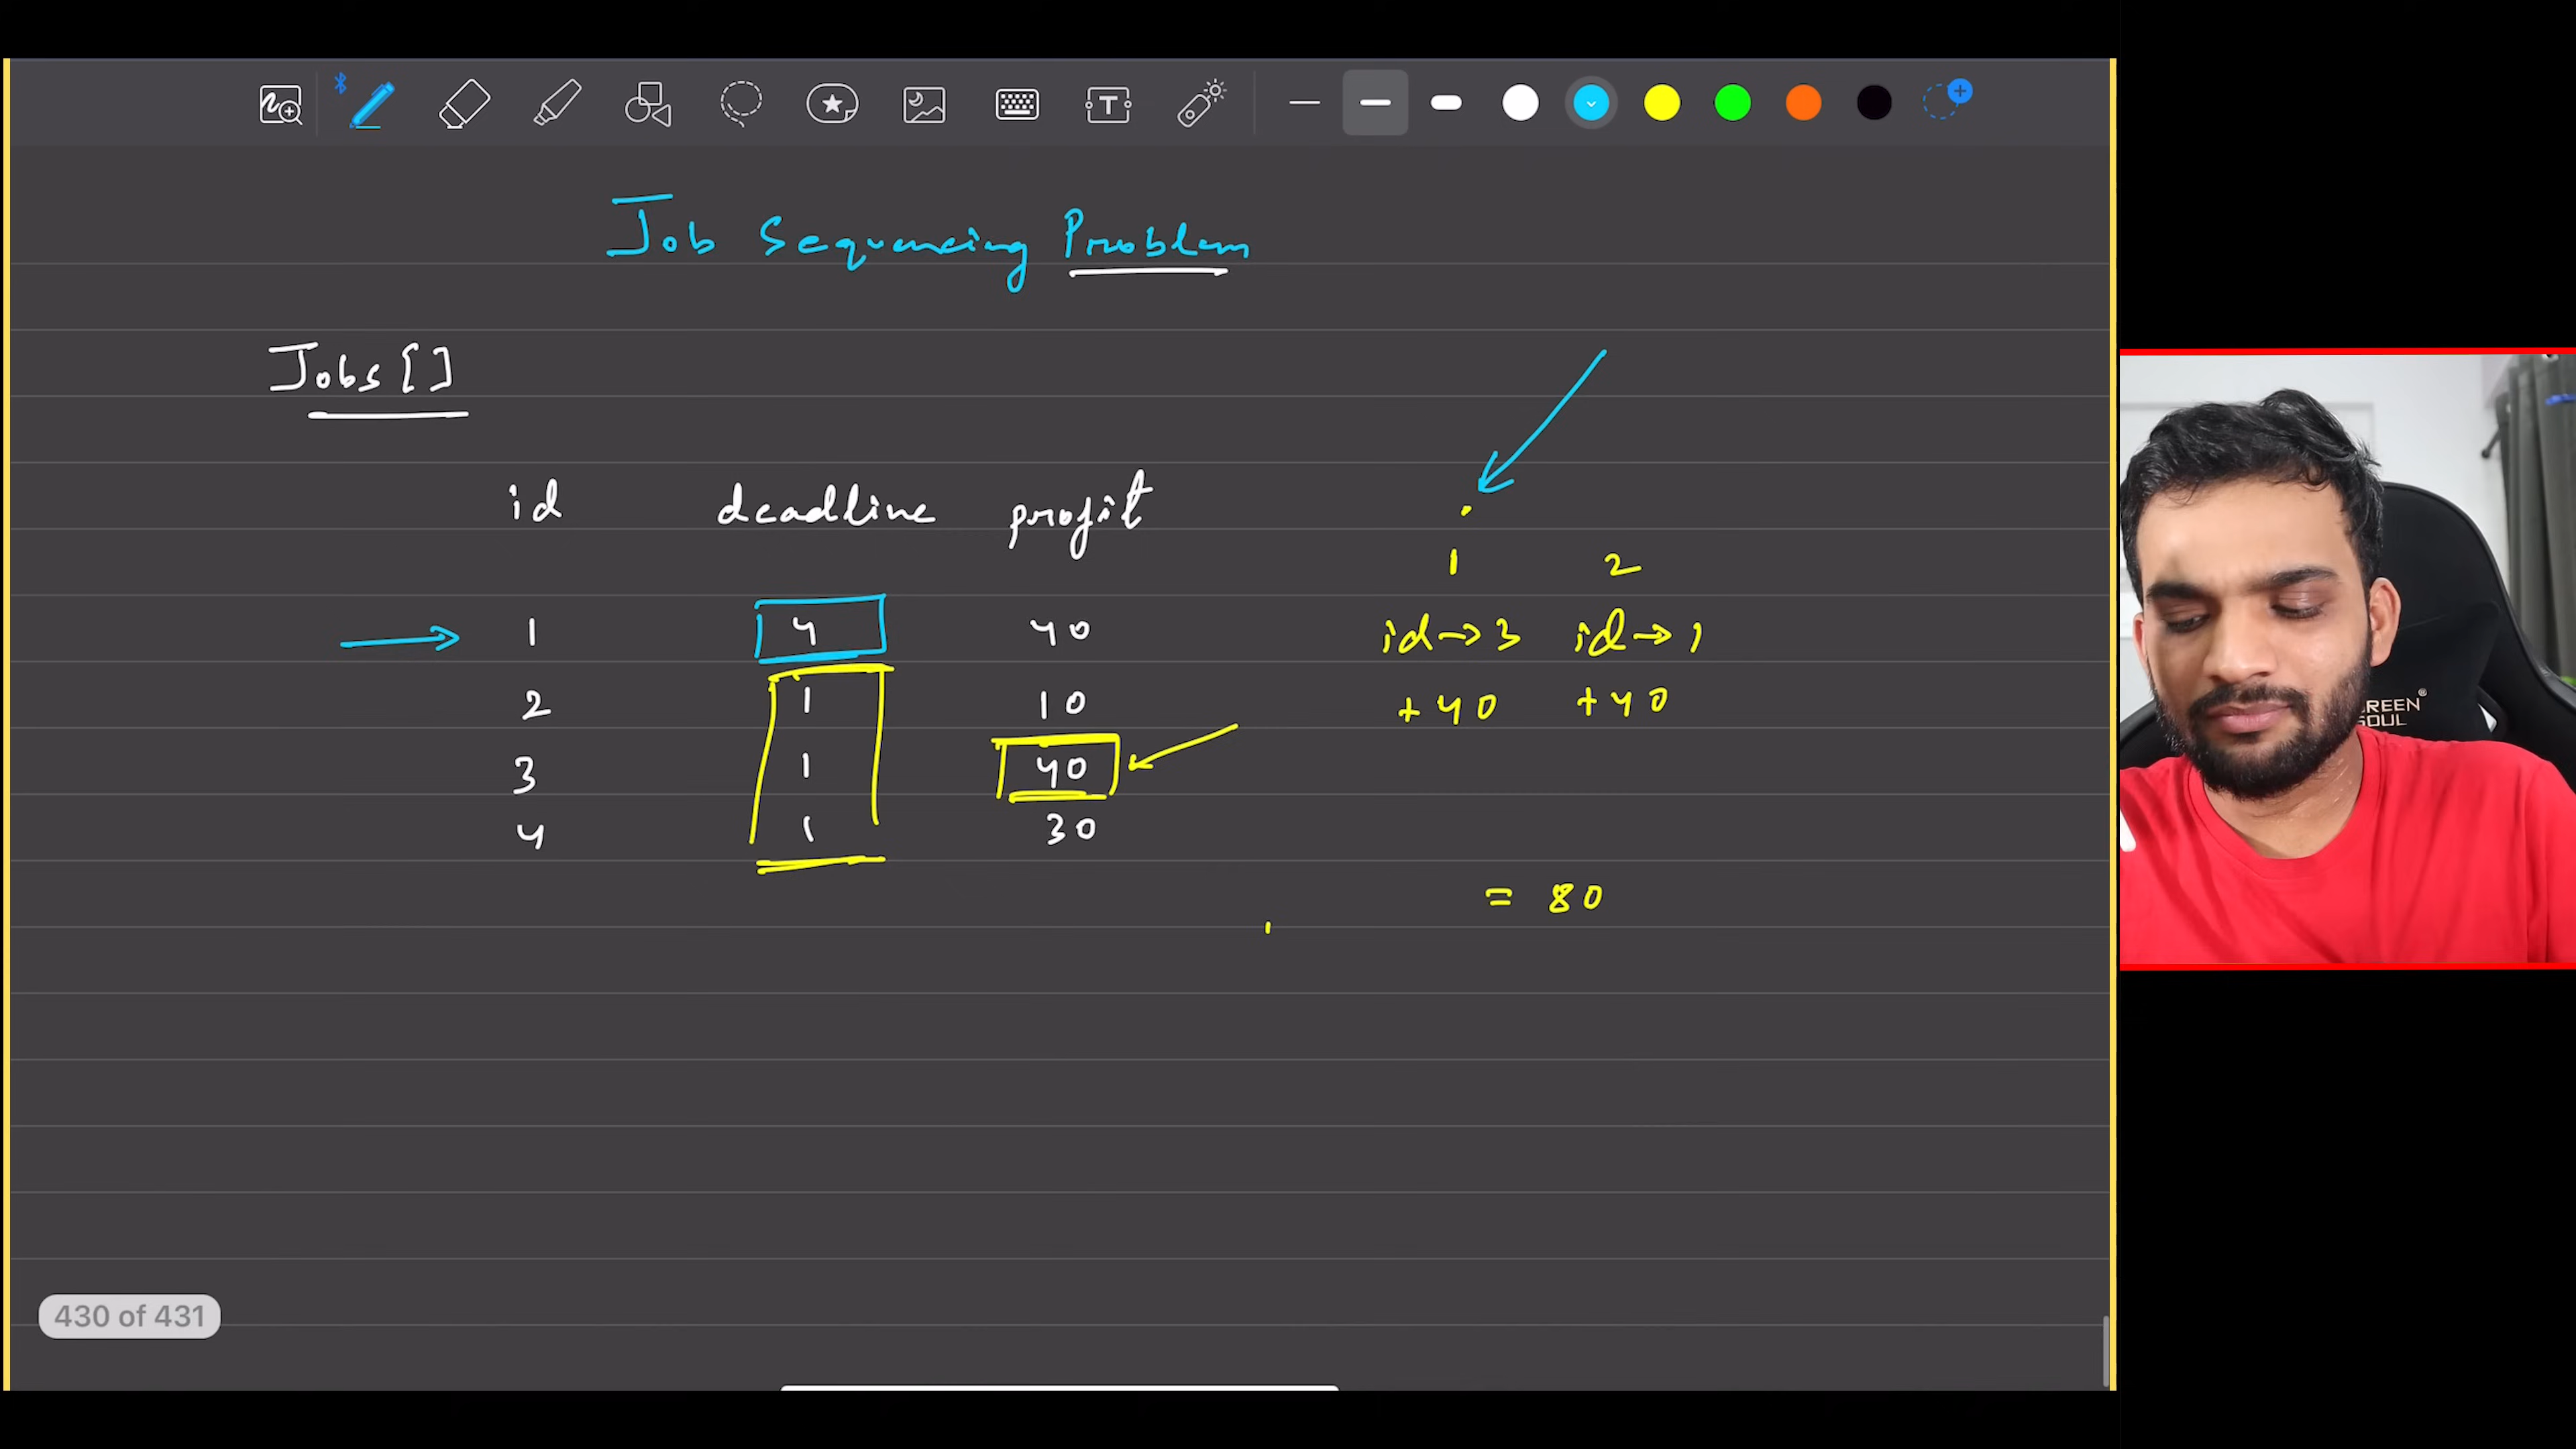 Job Sequencing Problem
Jobs []
id deadline profit
1 2
1 4 40 id→3 id→1
2 1 10 +40 +40
3 1 40
4 1 30
= 80
REEN®
SOUL
430 of 431